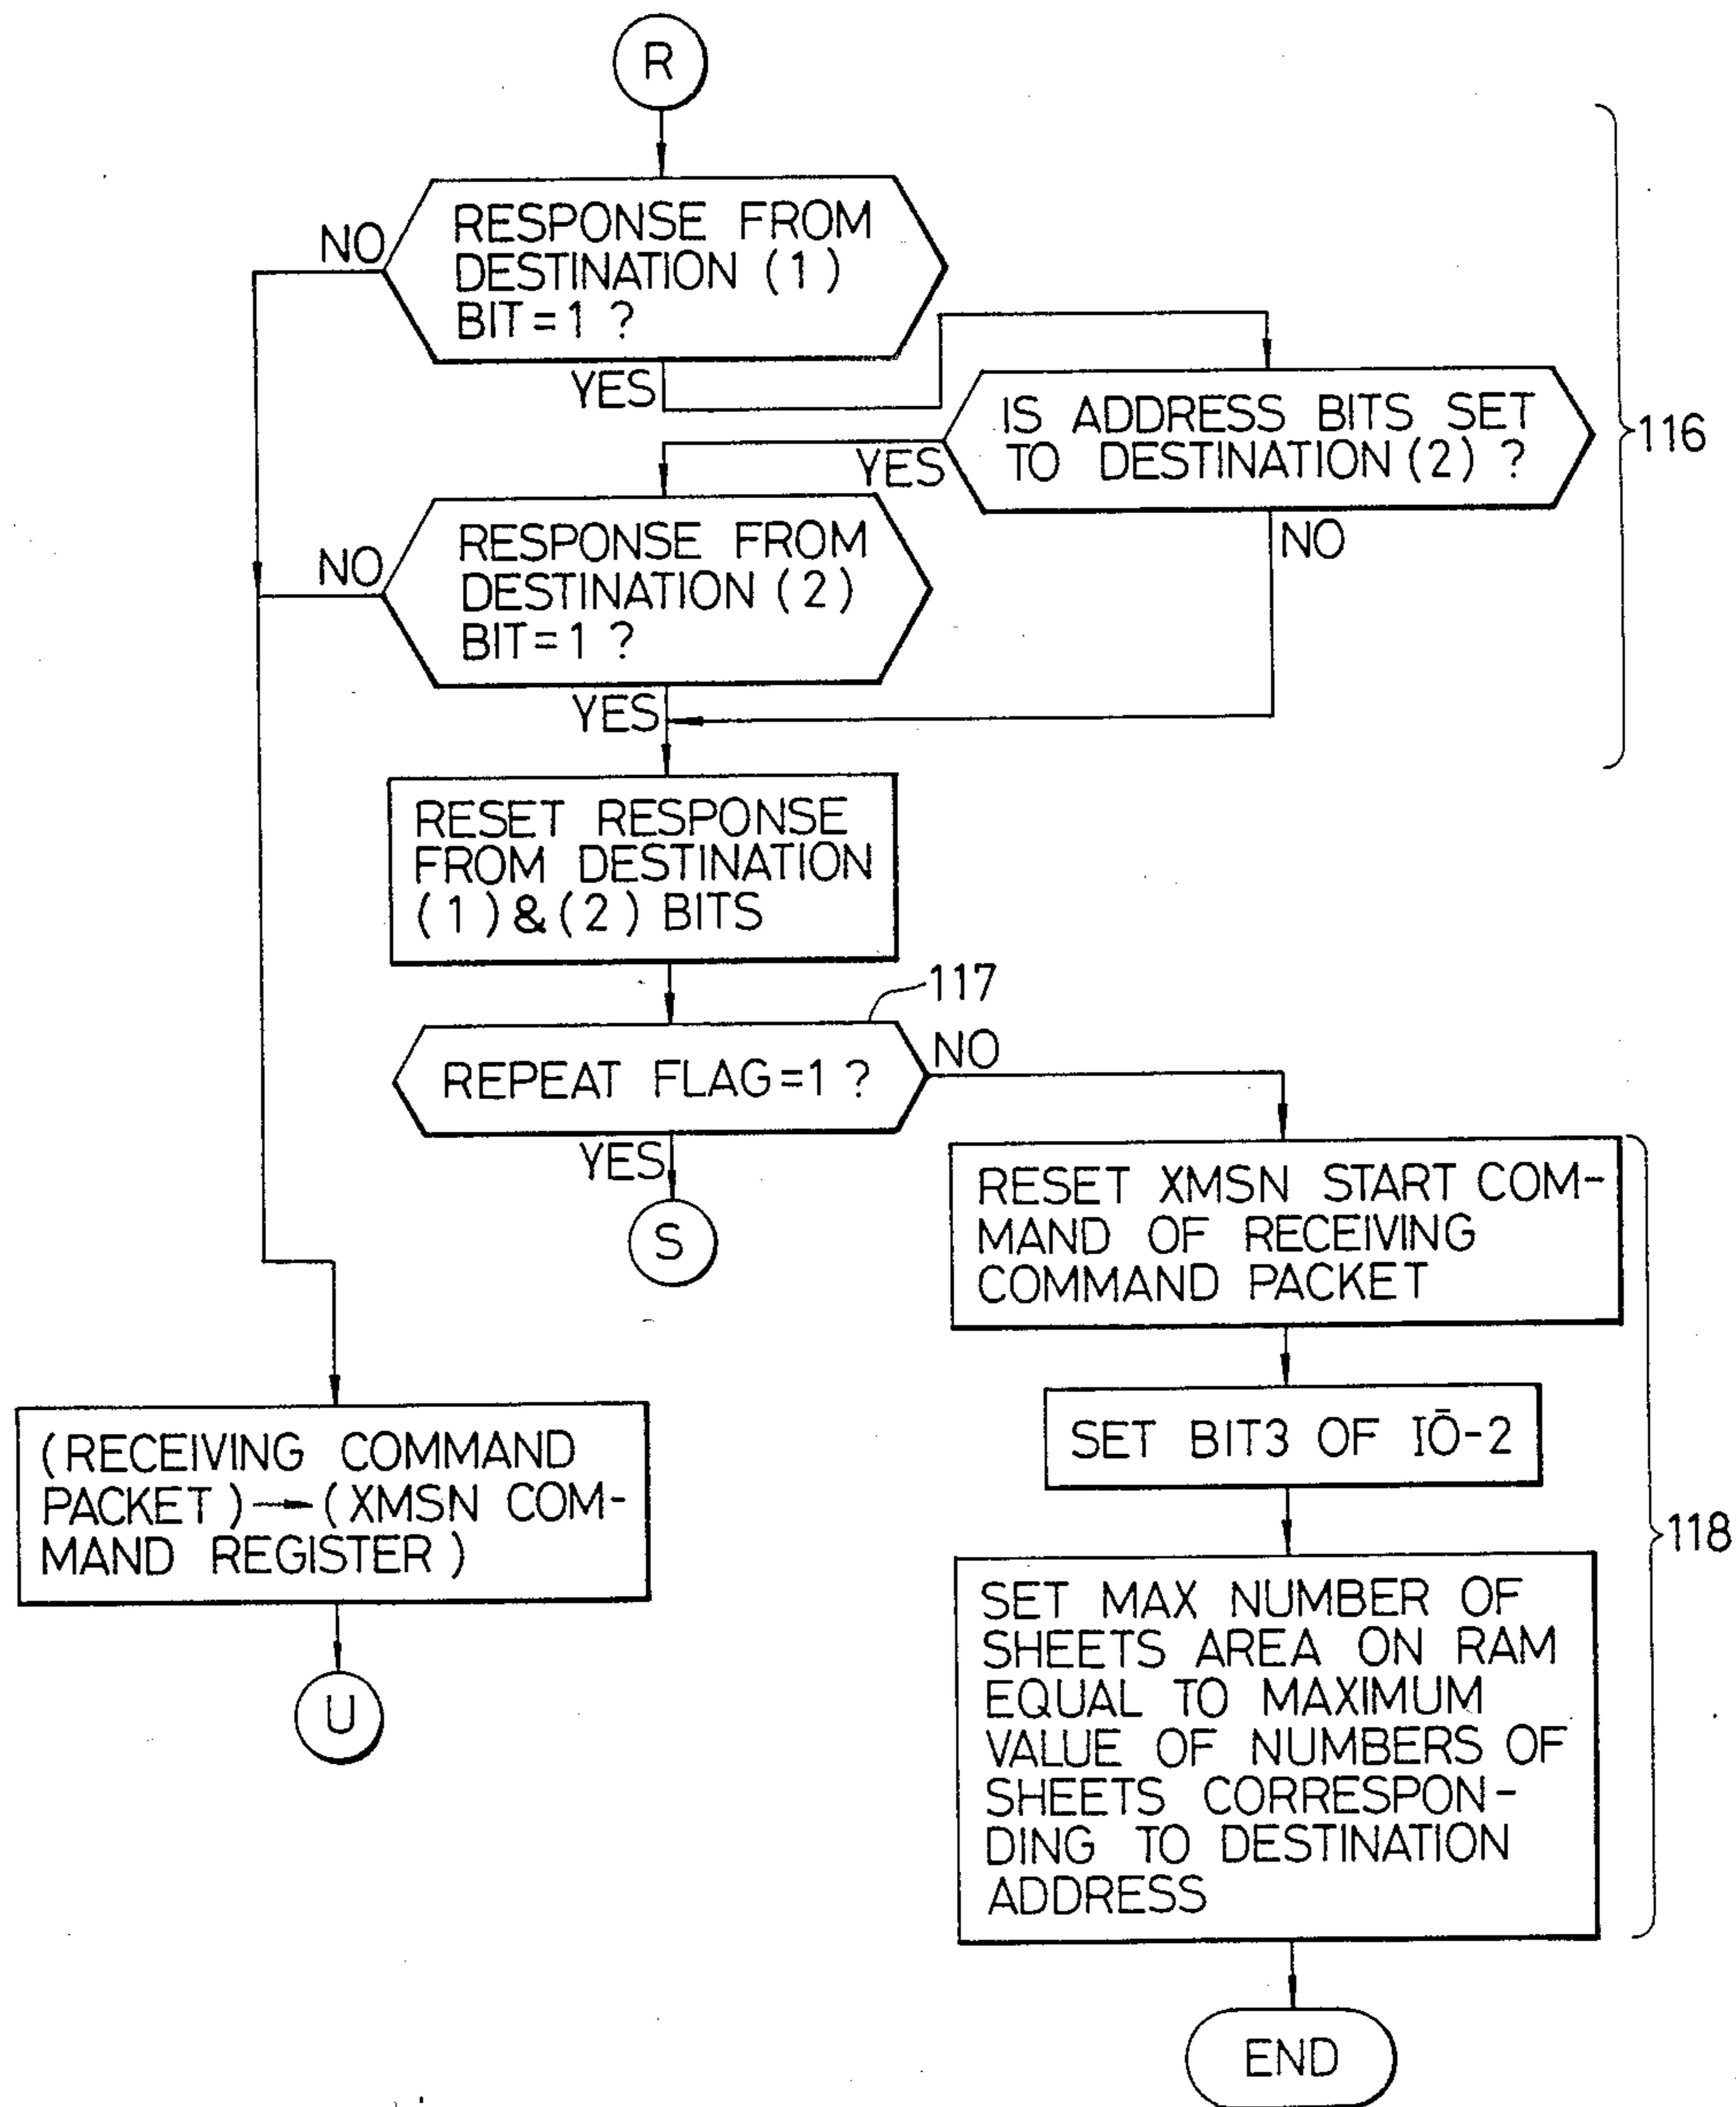 R
RESPONSE FROM
DESTINATION (1)
BIT=1 ?
NO
YES
IS ADDRESS BITS SET
TO DESTINATION (2) ?
YES
NO
116
RESPONSE FROM
DESTINATION (2)
BIT=1 ?
NO
YES
RESET RESPONSE
FROM DESTINATION
(1)&(2) BITS
117
REPEAT FLAG=1 ?
NO
YES
S
RESET XMSN START COM-
MAND OF RECEIVING
COMMAND PACKET
SET BIT3 OF IŌ-2
118
(RECEIVING COMMAND
PACKET)→(XMSN COM-
MAND REGISTER)
U
SET MAX NUMBER OF
SHEETS AREA ON RAM
EQUAL TO MAXIMUM
VALUE OF NUMBERS OF
SHEETS CORRESPON-
DING TO DESTINATION
ADDRESS
END